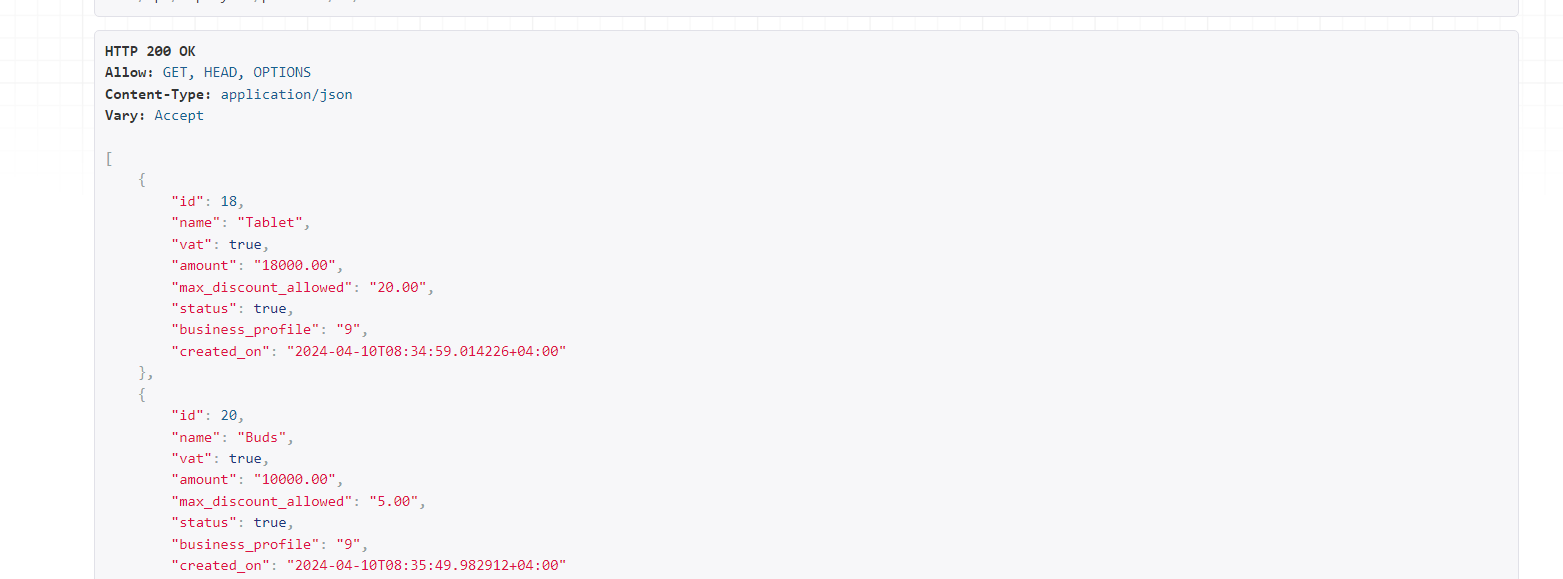 HTTP 200 OK
Allow: GET, HEAD, OPTIONS
Content-Type: application/json
Vary: Accept
[
{
"id": 18,
"name": "Tablet",
"vat": true,
"amount": "18000.00",
"max_discount_allowed": "20.00",
"status": true,
"business_profile": "9",
"created_on": "2024-04-10T08:34:59.014226+04:00"
},
{
"id": 20,
"name": "Buds",
"vat": true,
"amount": "10000.00",
"max_discount_allowed": "5.00",
"status": true,
"business_profile": "9",
"created_on": "2024-04-10T08:35:49.982912+04:00"